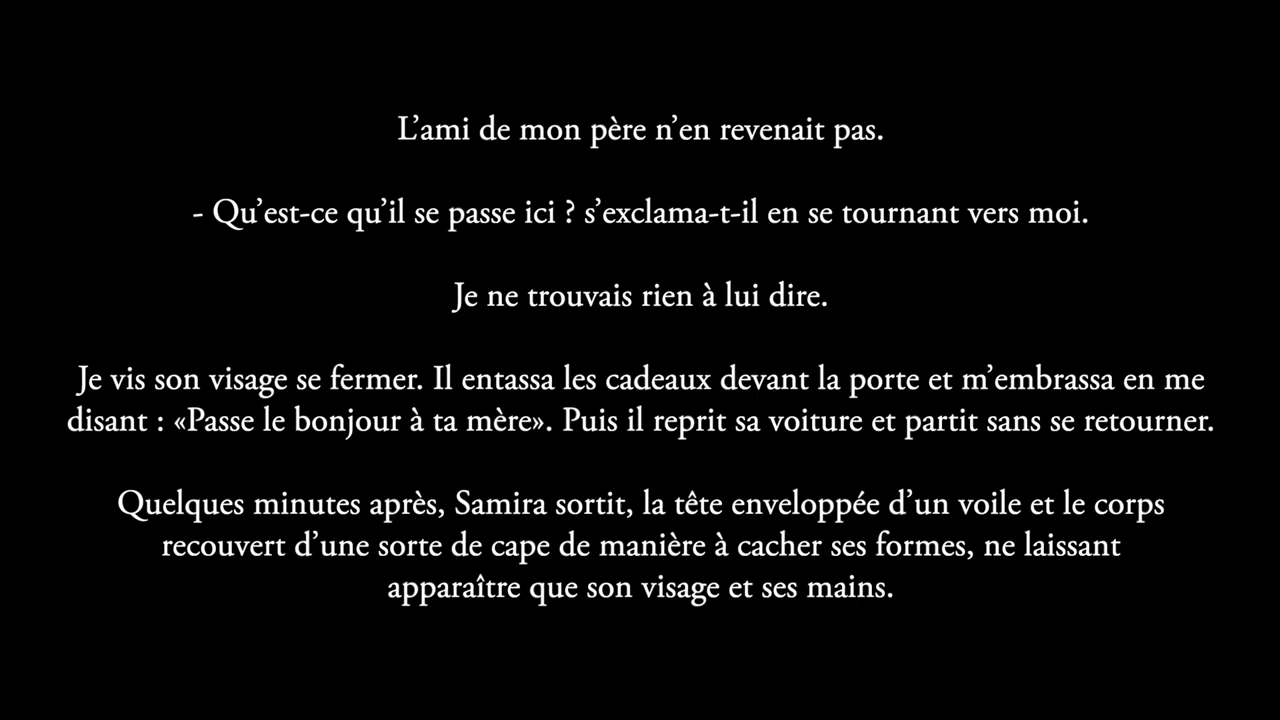 L’ami de mon père n’en revenait pas.
- Qu’est-ce qu’il se passe ici ? s’exclama-t-il en se tournant vers moi.
Je ne trouvais rien à lui dire.
Je vis son visage se fermer. Il entassa les cadeaux devant la porte et m’embrassa en me
disant : «Passe le bonjour à ta mère». Puis il reprit sa voiture et partit sans se retourner.
Quelques minutes après, Samira sortit, la tête enveloppée d’un voile et le corps
recouvert d’une sorte de cape de manière à cacher ses formes, ne laissant
apparaître que son visage et ses mains.